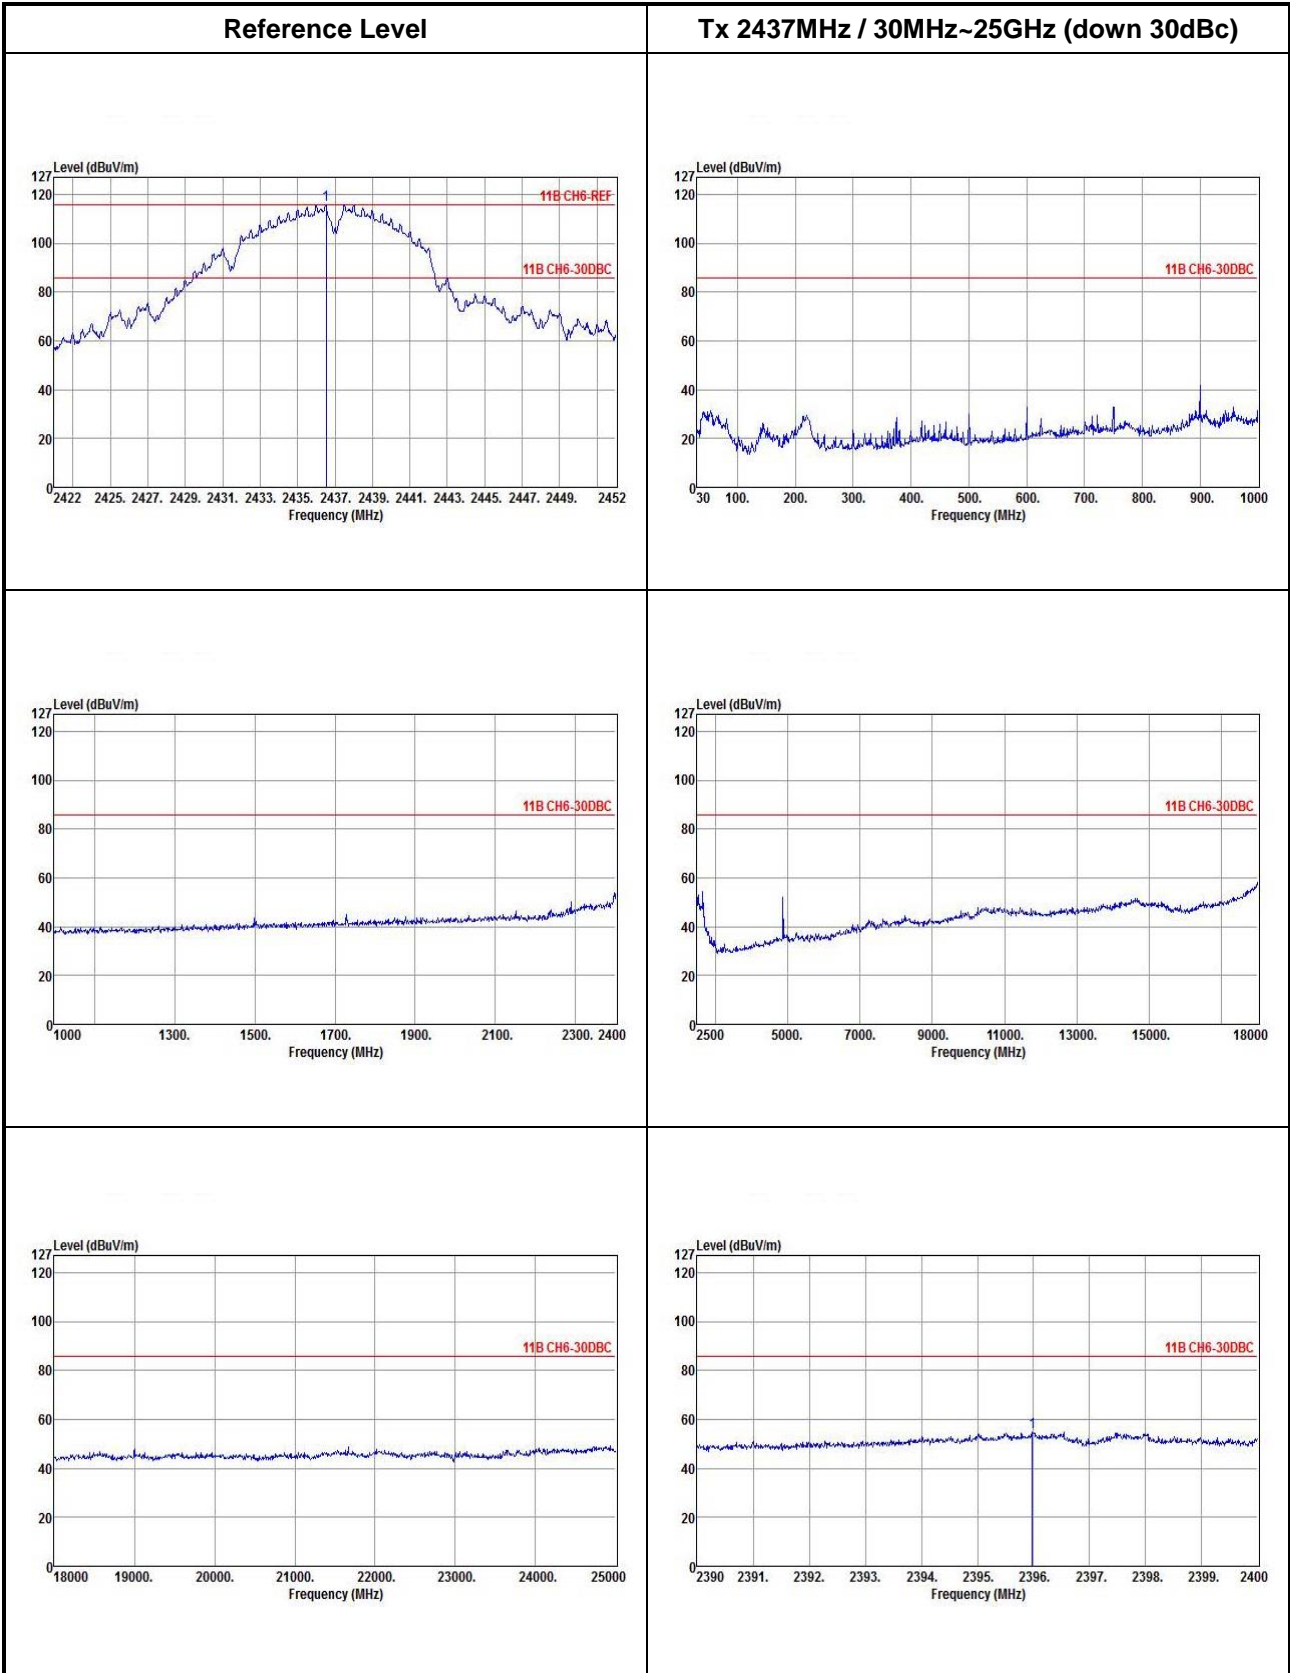 Reference Level
Tx 2437MHz / 30MHz~25GHz (down 30dBc)
Level (dBuV/m)
127
120
1
11B CH6-REF
100
11B CH6-30DBC
80
60
40
20
0
2422 2425. 2427. 2429. 2431. 2433. 2435. 2437. 2439. 2441. 2443. 2445. 2447. 2449. 2452
Frequency (MHz)
Level (dBuV/m)
127
120
100
11B CH6-30DBC
80
60
40
20
0
30 100. 200. 300. 400. 500. 600. 700. 800. 900. 1000
Frequency (MHz)
Level (dBuV/m)
127
120
100
11B CH6-30DBC
80
60
40
20
0
1000 1300. 1500. 1700. 1900. 2100. 2300. 2400
Frequency (MHz)
Level (dBuV/m)
127
120
100
11B CH6-30DBC
80
60
40
20
0
2500 5000. 7000. 9000. 11000. 13000. 15000. 18000
Frequency (MHz)
Level (dBuV/m)
127
120
100
11B CH6-30DBC
80
60
40
20
0
18000 19000. 20000. 21000. 22000. 23000. 24000. 25000
Frequency (MHz)
Level (dBuV/m)
127
120
100
11B CH6-30DBC
80
60
1
40
20
0
2390 2391. 2392. 2393. 2394. 2395. 2396. 2397. 2398. 2399. 2400
Frequency (MHz)